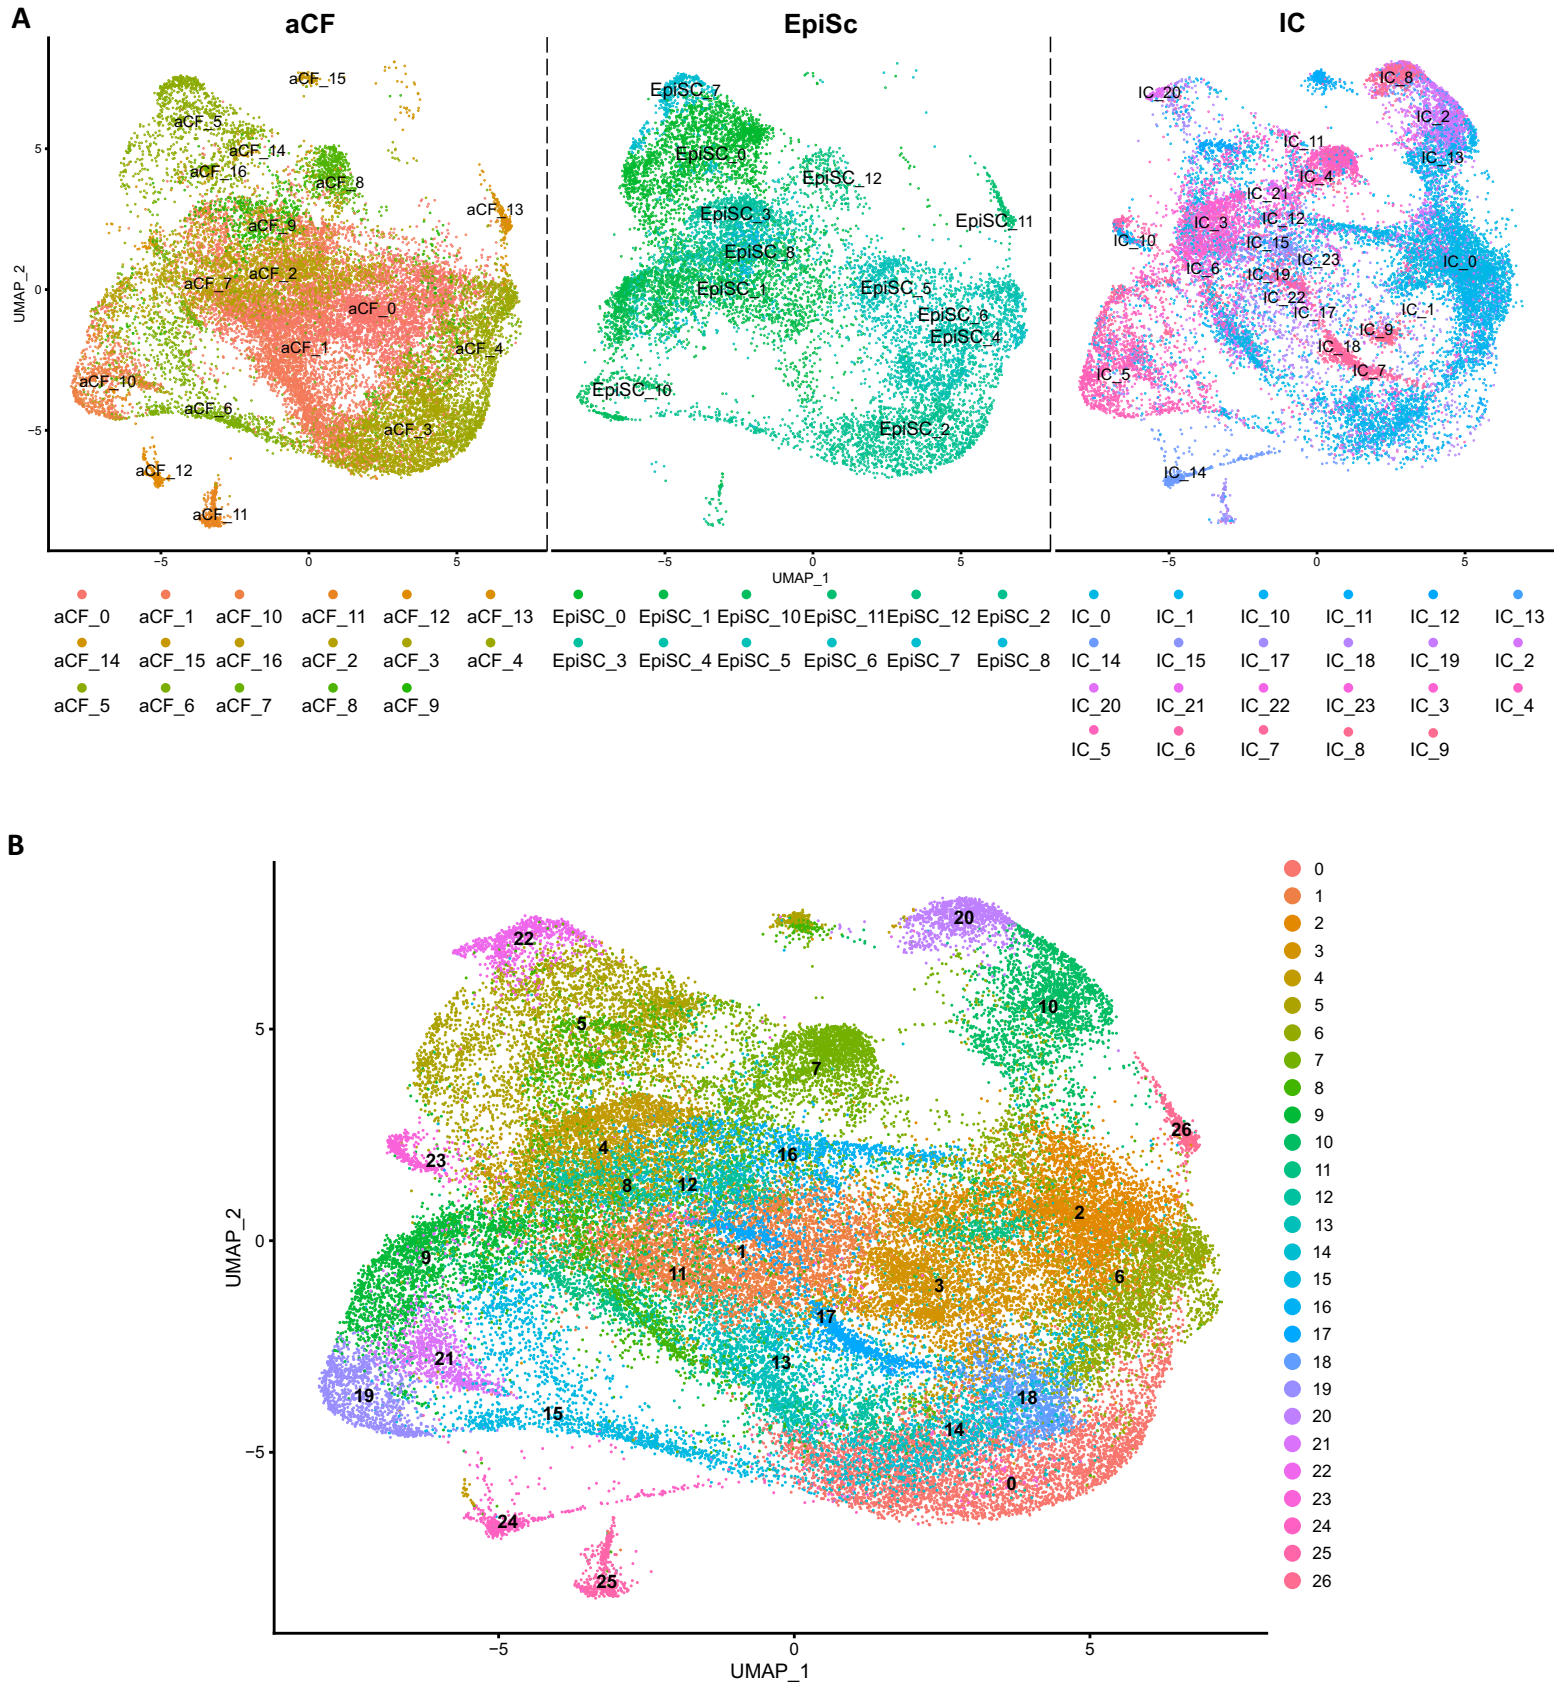 A
aCF
EpiSc
IC
UMAP_2
5
0
−5
aCF_15
aCF_5
aCF_14
aCF_16
aCF_8
aCF_13
aCF_9
aCF_2
aCF_7
aCF_0
aCF_1
aCF_4
aCF_10
aCF_6
aCF_3
aCF_12
aCF_11
EpiSC_7
EpiSC_0
EpiSC_12
EpiSC_3
EpiSC_11
EpiSC_8
EpiSC_1
EpiSC_5
EpiSC_6
EpiSC_4
EpiSC_10
EpiSC_2
IC_8
IC_20
IC_2
IC_11
IC_13
IC_4
IC_21
IC_3
IC_12
IC_10
IC_15
IC_23
IC_0
IC_6
IC_19
IC_22
IC_17
IC_1
IC_9
IC_18
IC_7
IC_5
IC_14
−5 0 5 −5 0 5 −5 0 5
UMAP_1
aCF_0 aCF_1 aCF_10 aCF_11 aCF_12 aCF_13 EpiSC_0 EpiSC_1 EpiSC_10 EpiSC_11 EpiSC_12 EpiSC_2 IC_0 IC_1 IC_10 IC_11 IC_12 IC_13
aCF_14 aCF_15 aCF_16 aCF_2 aCF_3 aCF_4 EpiSC_3 EpiSC_4 EpiSC_5 EpiSC_6 EpiSC_7 EpiSC_8 IC_14 IC_15 IC_17 IC_18 IC_19 IC_2
aCF_5 aCF_6 aCF_7 aCF_8 aCF_9 IC_20 IC_21 IC_22 IC_23 IC_3 IC_4
IC_5 IC_6 IC_7 IC_8 IC_9
B
UMAP_2
5
0
−5
20
22
10
5
7
26
4
16
23
8
12
2
9
1
11
6
3
17
21
13
19
18
15
14
0
24
25
−5 0 5
UMAP_1
0
1
2
3
4
5
6
7
8
9
10
11
12
13
14
15
16
17
18
19
20
21
22
23
24
25
26